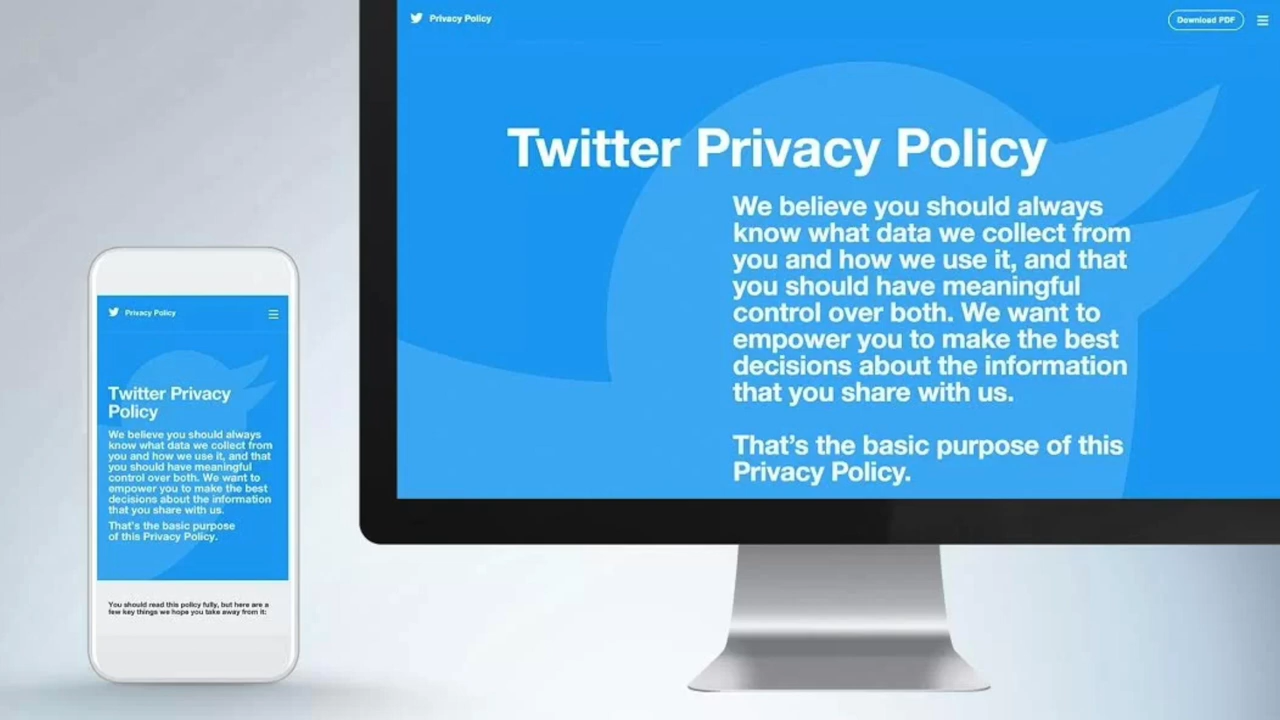 Privacy Policy
Download PDF
Twitter Privacy Policy
We believe you should always
know what data we collect from
you and how we use it, and that
you should have meaningful
control over both. We want to
empower you to make the best
decisions about the information
that you share with us.
That's the basic purpose of this
Privacy Policy.
Privacy Policy
Twitter Privacy
Policy
We believe you should always
know what data we collect from
you and how we use it, and that
you should have meaningful
control over both. We want to
empower you to make the best
decisions about the information
that you share with us.
That's the basic purpose
of this Privacy Policy.
You should read this policy fully, but here are a
few key things we hope you take away from it: